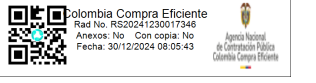 Colombia Compra Eficiente
Rad No. RS20241230017346
Anexos: No Con copia: No
Fecha: 30/12/2024 08:05:43
Agencia Nacional
de Contratación Pública
Colombia Compra Eficiente